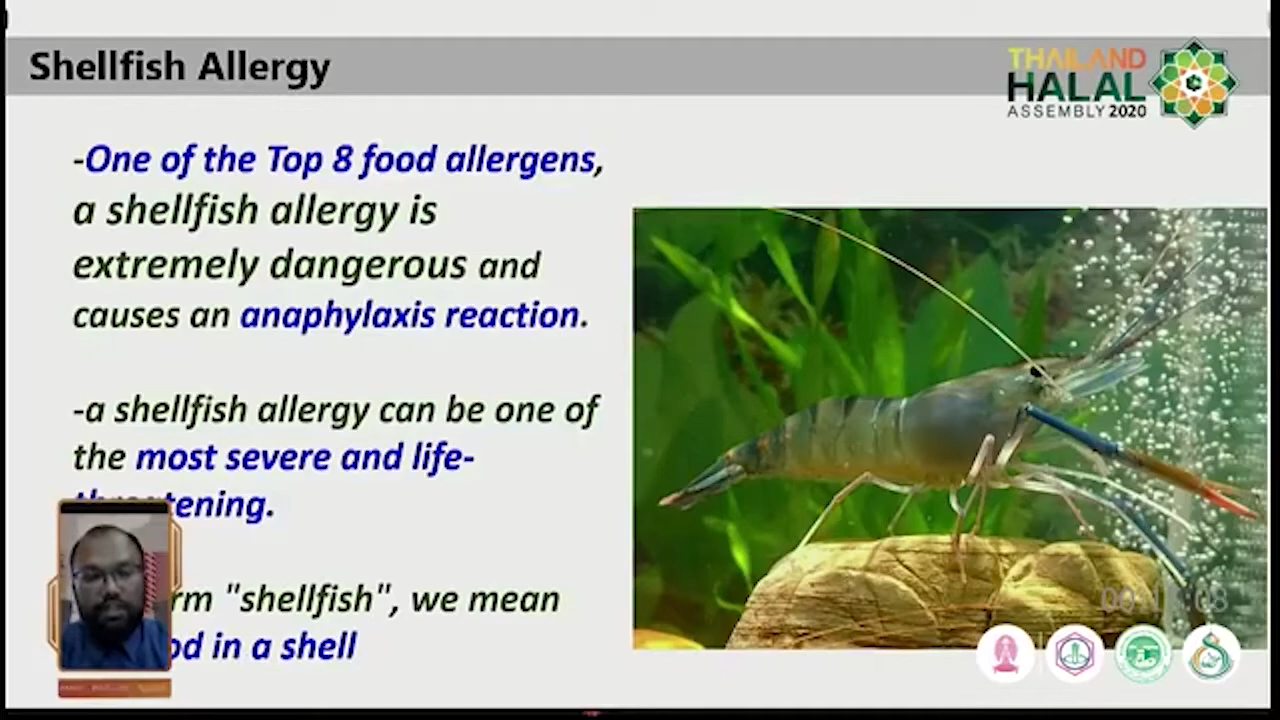 Shellfish Allergy
THAILAND
HALAL
ASSEMBLY 2020
-One of the Top 8 food allergens,
a shellfish allergy is
extremely dangerous and
causes an anaphylaxis reaction.
-a shellfish allergy can be one of
the most severe and life-
threatening.
"shellfish", we mean
in a shell